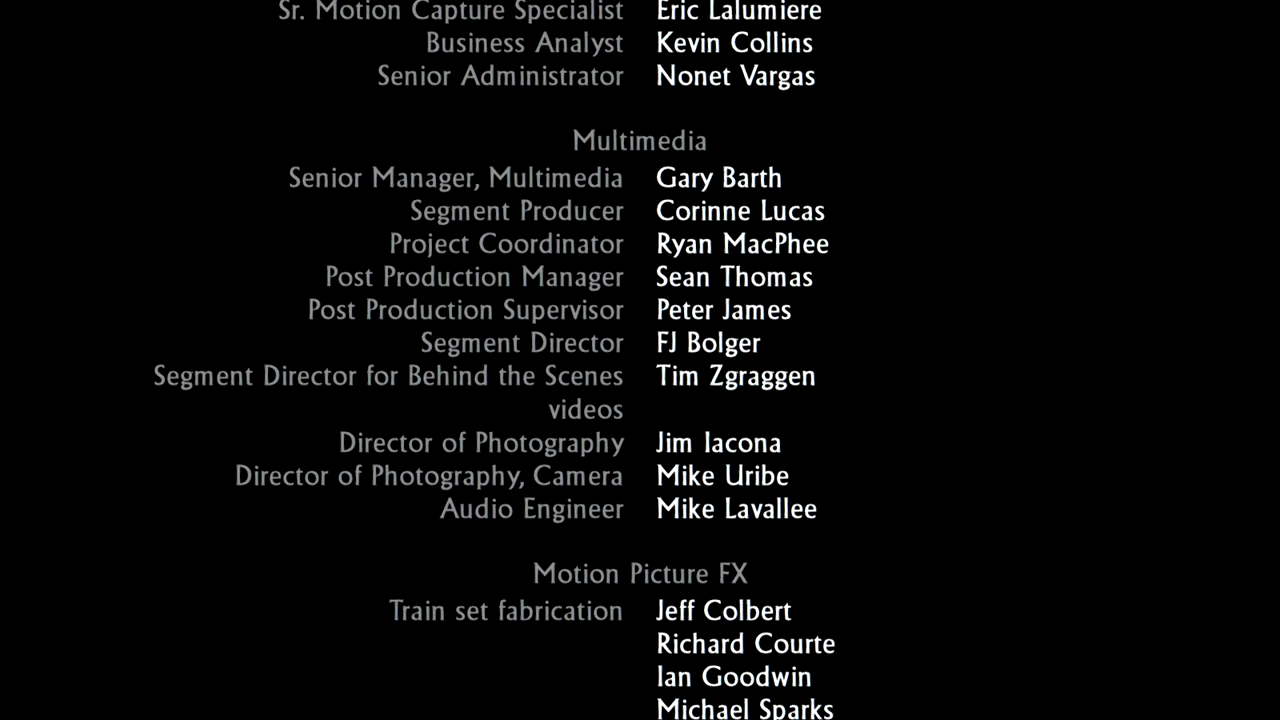 Sr. Motion Capture Specialist Eric Lalumiere
Business Analyst Kevin Collins
Senior Administrator Nonet Vargas
Multimedia
Senior Manager, Multimedia Gary Barth
Segment Producer Corinne Lucas
Project Coordinator Ryan MacPhee
Post Production Manager Sean Thomas
Post Production Supervisor Peter James
Segment Director FJ Bolger
Segment Director for Behind the Scenes Tim Zgraggen
videos
Director of Photography Jim Iacona
Director of Photography, Camera Mike Uribe
Audio Engineer Mike Lavallee
Motion Picture FX
Train set fabrication Jeff Colbert
Richard Courte
Ian Goodwin
Michael Sparks